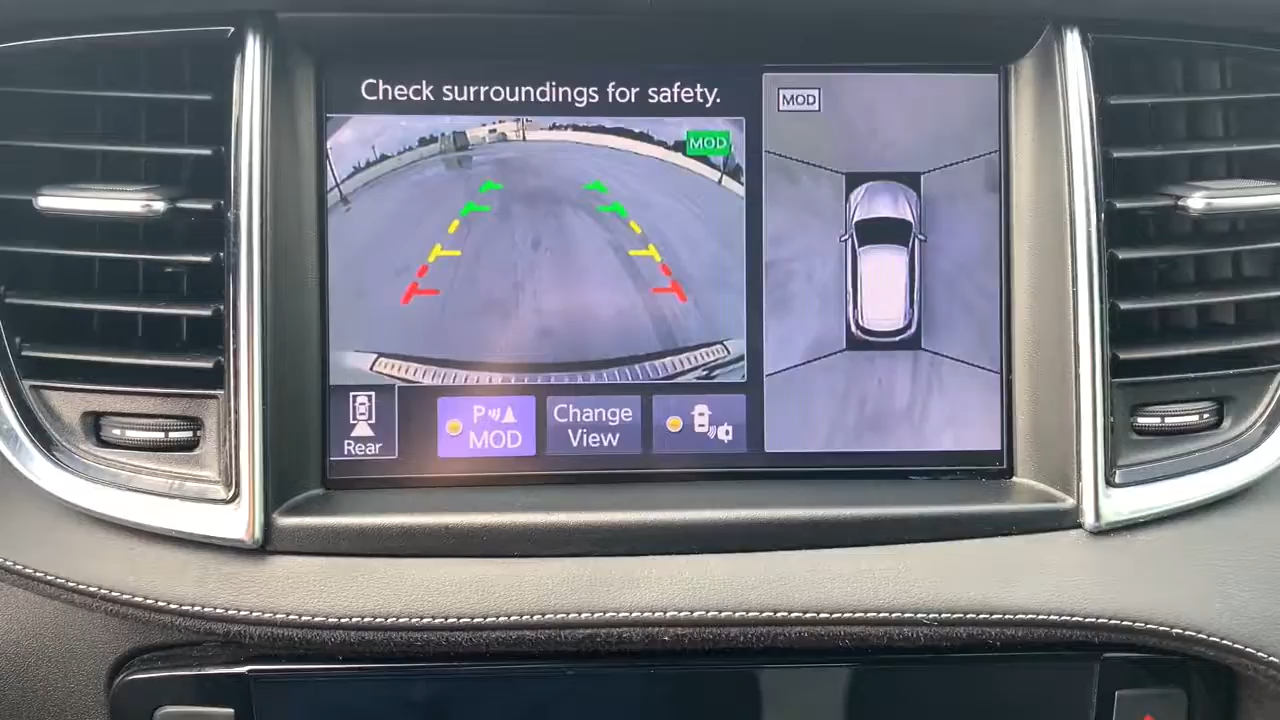 Check surroundings for safety.
MOD
MOD
Rear
P
MOD
Change
View